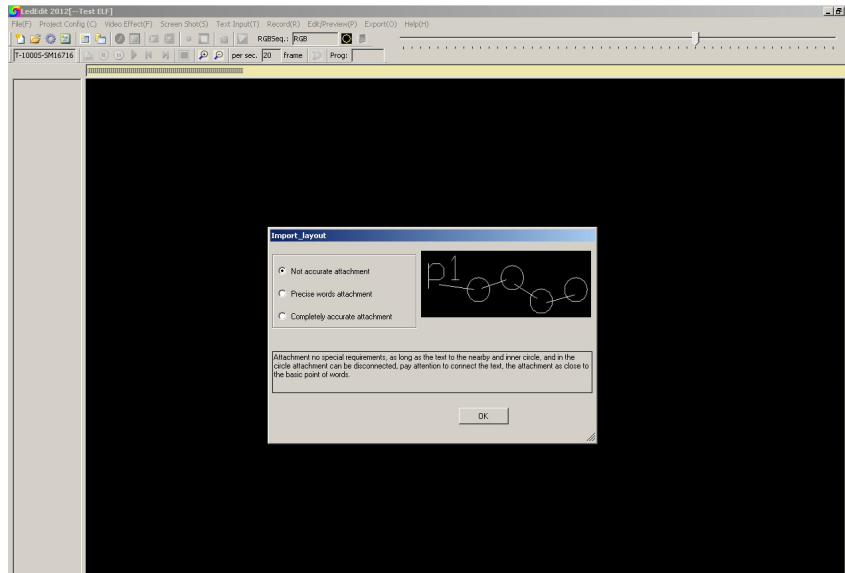 LedEdit 2012[--Test ELF]
File(F) Project Config (C) Video Effect(F) Screen Shot(S) Text Input(T) Record(R) Edit/Preview(P) Export(O) Help(H)
RGBSeq.: RGB
T-10005-SM16716 per sec. 20 frame Prog:
Import_layout
Not accurate attachment
Precise words attachment
Completely accurate attachment
p1
Attachment no special requirements, as long as the text to the nearby and inner circle, and in the
circle attachment can be disconnected, pay attention to connect the text, the attachment as close to
the basic point of words.
OK